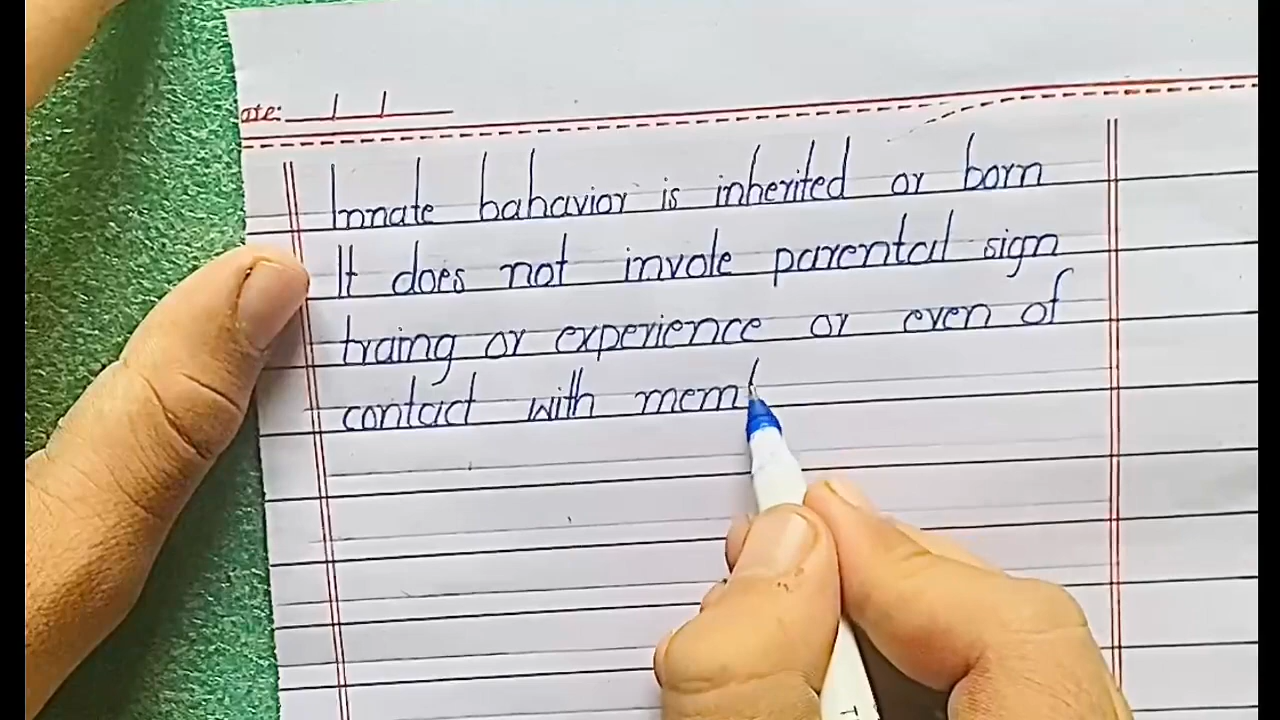 ate:
Innate bahavior is inherited or born
It does not invole parental sign
traing or experience or even of
contact with mem
T